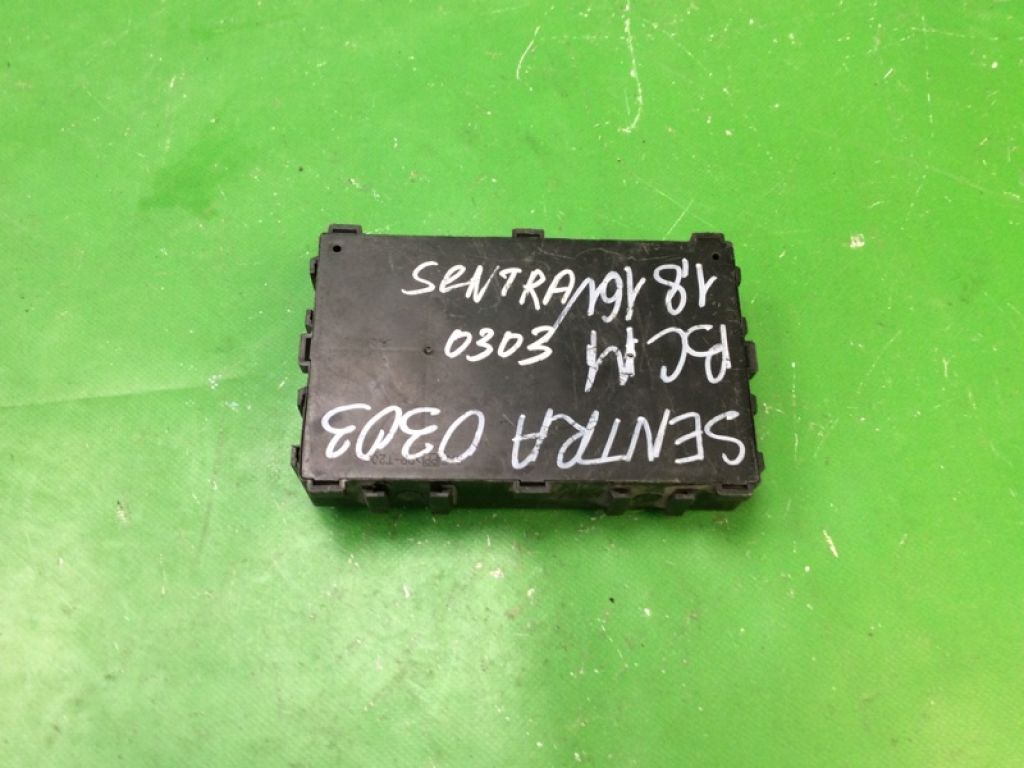 SENTRA
0303
SENTRA 0303
BCM
1,8 16V